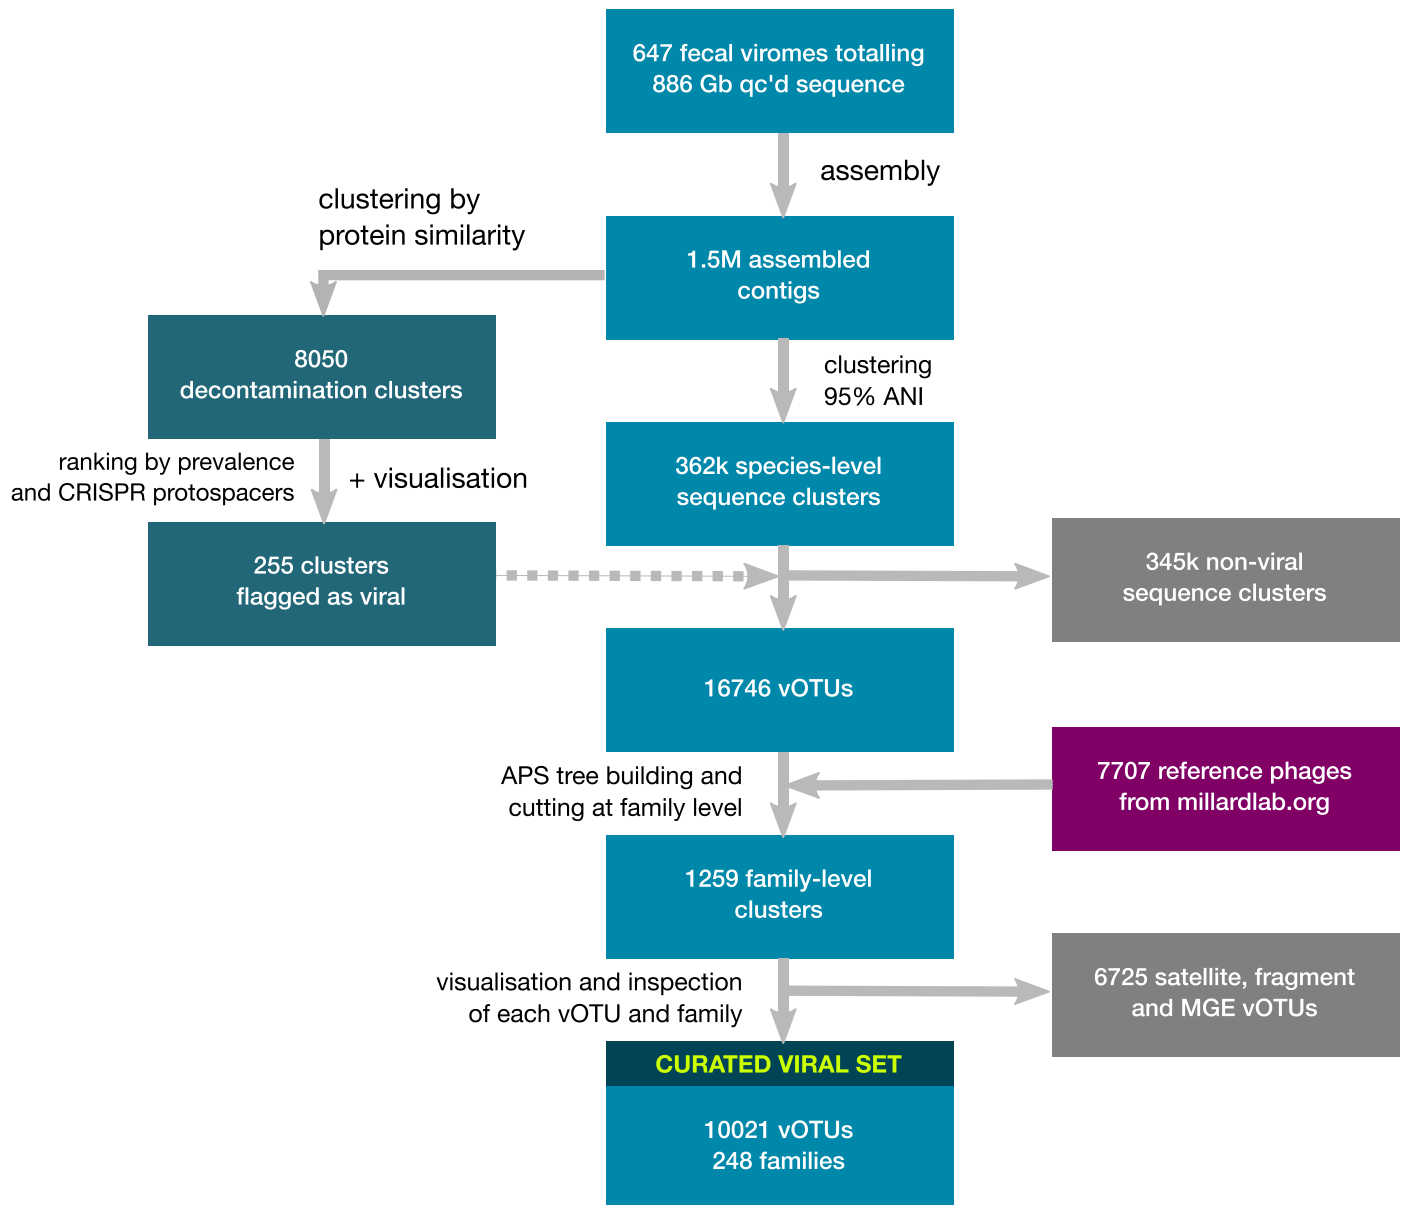 647 fecal viromes totalling
886 Gb qc'd sequence
assembly
clustering by
protein similarity
1.5M assembled
contigs
8050
decontamination clusters
clustering
95% ANI
ranking by prevalence
and CRISPR protospacers
+ visualisation
362k species-level
sequence clusters
255 clusters
flagged as viral
345k non-viral
sequence clusters
16746 vOTUs
APS tree building and
cutting at family level
7707 reference phages
from millardlab.org
1259 family-level
clusters
visualisation and inspection
of each vOTU and family
6725 satellite, fragment
and MGE vOTUs
CURATED VIRAL SET
10021 vOTUs
248 families